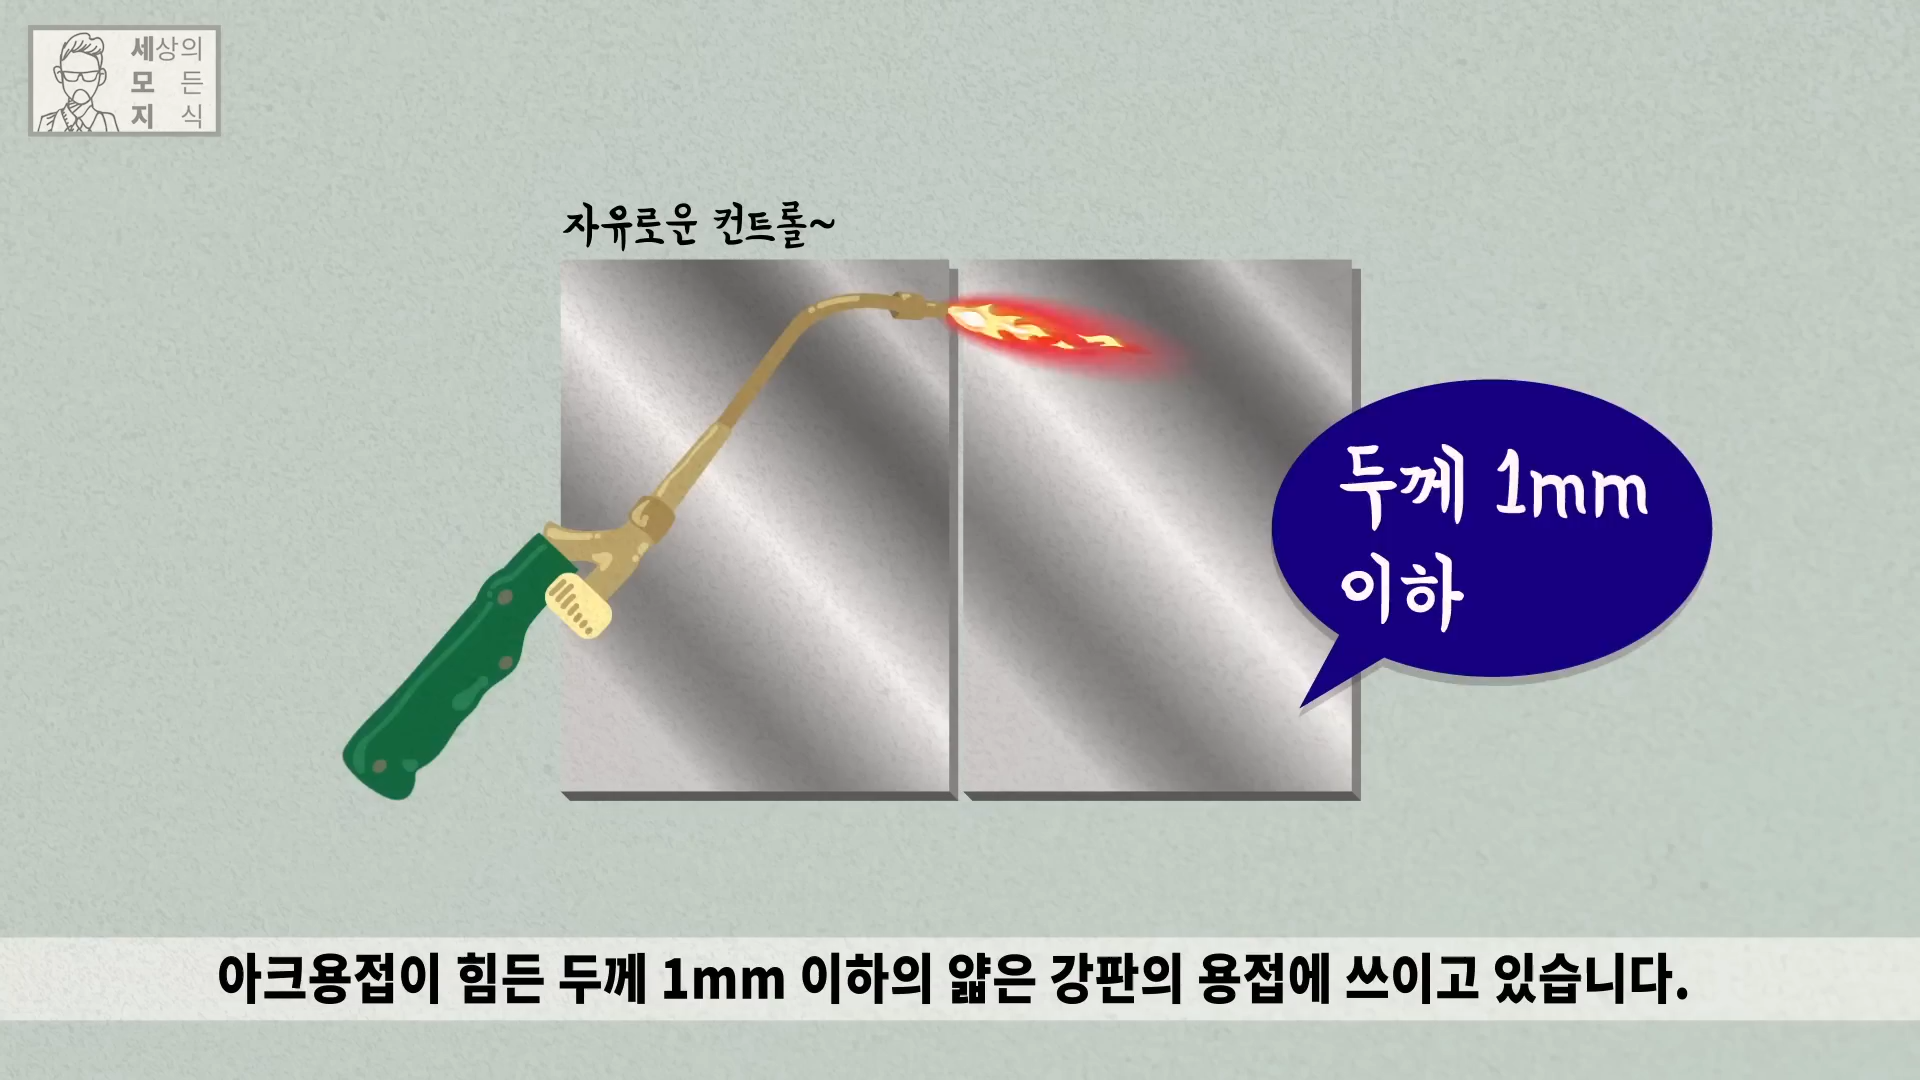 세상의
모든
지식
자유로운 컨트롤~
두께 1mm
이하
아크용접이 힘든 두께 1mm 이하의 얇은 강판의 용접에 쓰이고 있습니다.